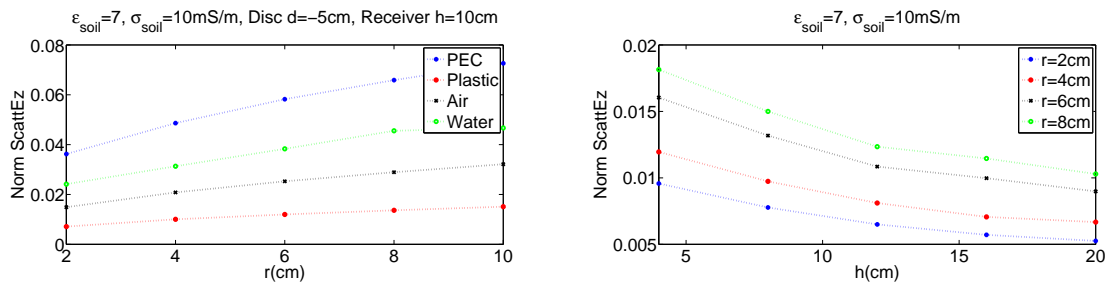 ε_soil=7, σ_soil=10mS/m, Disc d=−5cm, Receiver h=10cm
0.08
0.06
0.04
0.02
0
Norm ScattEz
2 4 6 8 10
r(cm)
PEC
Plastic
Air
Water
ε_soil=7, σ_soil=10mS/m
0.02
0.015
0.01
0.005
Norm ScattEz
5 10 15 20
h(cm)
r=2cm
r=4cm
r=6cm
r=8cm